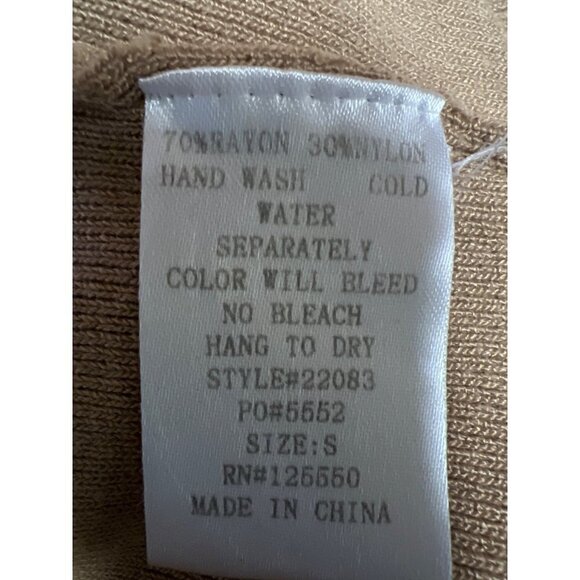 70%RAYON 30%NYLON
HAND WASH COLD
WATER
SEPARATELY
COLOR WILL BLEED
NO BLEACH
HANG TO DRY
STYLE#22083
PO#5552
SIZE:S
RN#125550
MADE IN CHINA